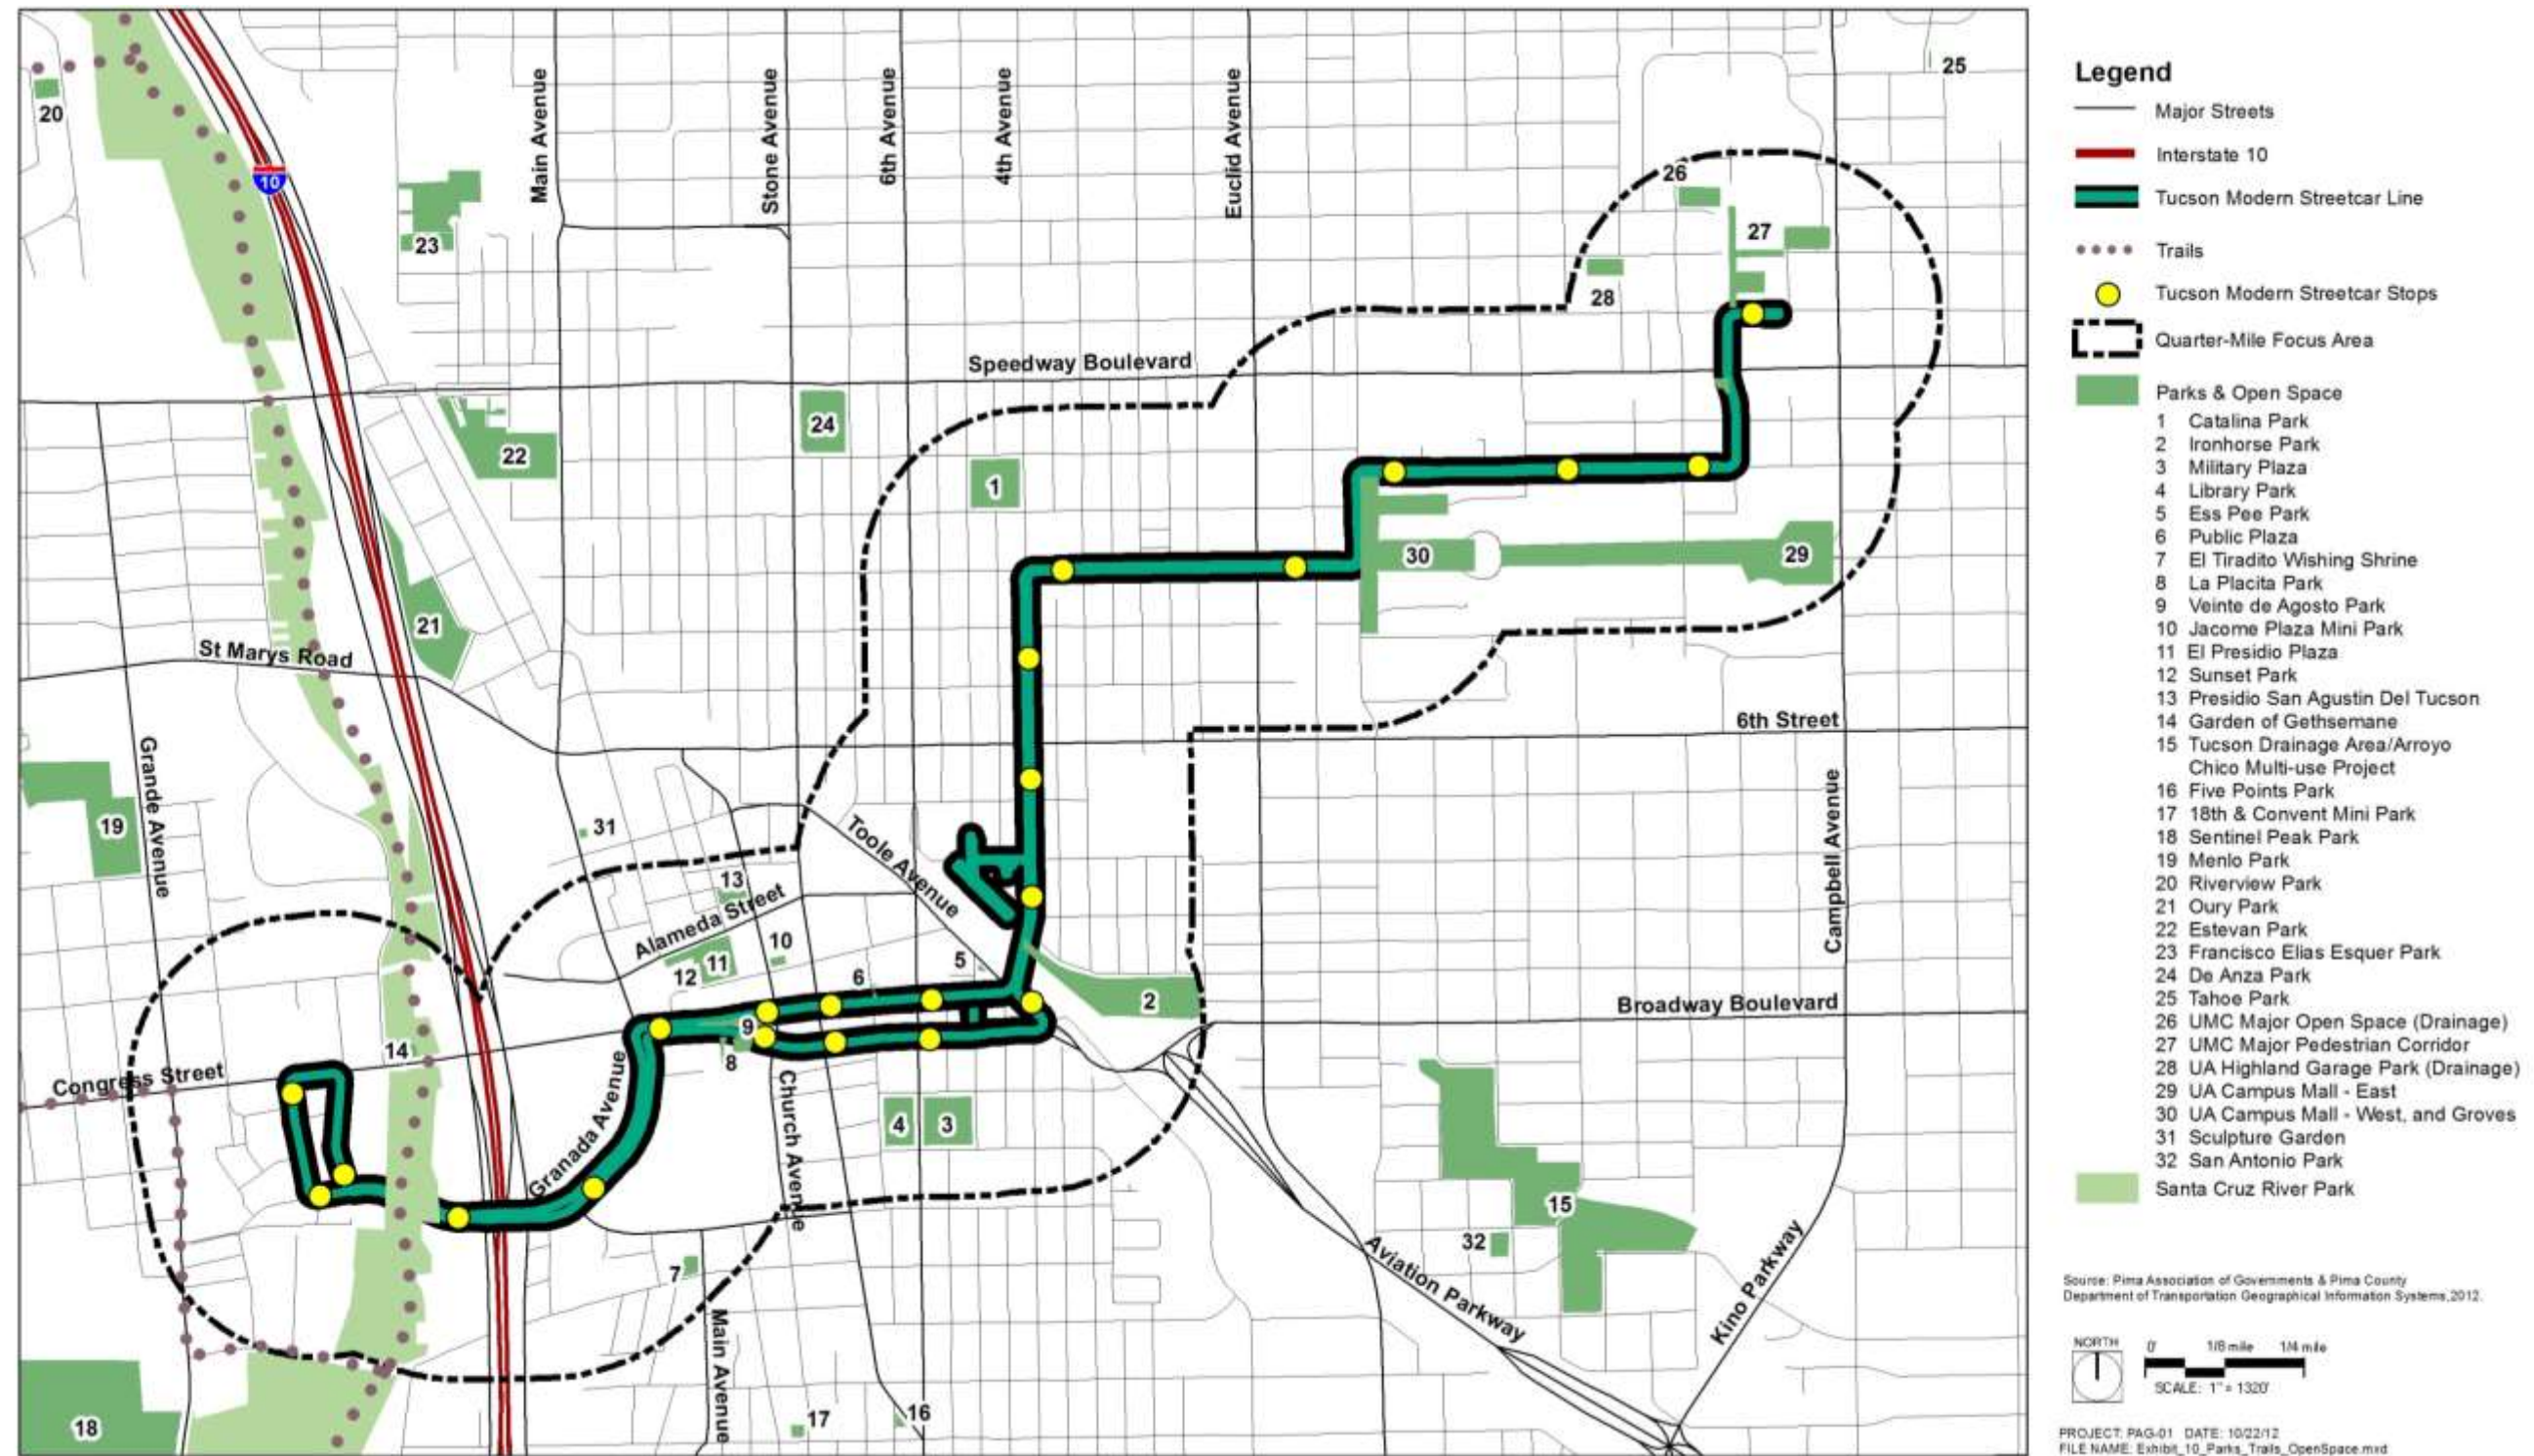 25
20
10
Main Avenue
Stone Avenue
6th Avenue
4th Avenue
Euclid Avenue
26
23
27
28
Speedway Boulevard
24
22
1
30
29
21
St Marys Road
6th Street
Grande Avenue
19
31
Toole Avenue
Campbell Avenue
13
Alameda Street
10
5
11
12
6
2
Broadway Boulevard
9
8
14
Congress Street
Granada Avenue
Church Avenue
4
3
15
32
7
Aviation Parkway
Kino Parkway
Main Avenue
18
17
16
Legend
Major Streets
Interstate 10
Tucson Modern Streetcar Line
Trails
Tucson Modern Streetcar Stops
Quarter-Mile Focus Area
Parks & Open Space
1 Catalina Park
2 Ironhorse Park
3 Military Plaza
4 Library Park
5 Ess Pee Park
6 Public Plaza
7 El Tiradito Wishing Shrine
8 La Placita Park
9 Veinte de Agosto Park
10 Jacome Plaza Mini Park
11 El Presidio Plaza
12 Sunset Park
13 Presidio San Agustin Del Tucson
14 Garden of Gethsemane
15 Tucson Drainage Area/Arroyo
Chico Multi-use Project
16 Five Points Park
17 18th & Convent Mini Park
18 Sentinel Peak Park
19 Menlo Park
20 Riverview Park
21 Oury Park
22 Estevan Park
23 Francisco Elias Esquer Park
24 De Anza Park
25 Tahoe Park
26 UMC Major Open Space (Drainage)
27 UMC Major Pedestrian Corridor
28 UA Highland Garage Park (Drainage)
29 UA Campus Mall - East
30 UA Campus Mall - West, and Groves
31 Sculpture Garden
32 San Antonio Park
Santa Cruz River Park
Source: Pima Association of Governments & Pima County
Department of Transportation Geographical Information Systems,2012.
NORTH
0' 1/8 mile 1/4 mile
SCALE: 1" = 1320'
PROJECT: PAG-01 DATE: 10/22/12
FILE NAME: Exhibit_10_Parks_Trails_OpenSpace.mxd